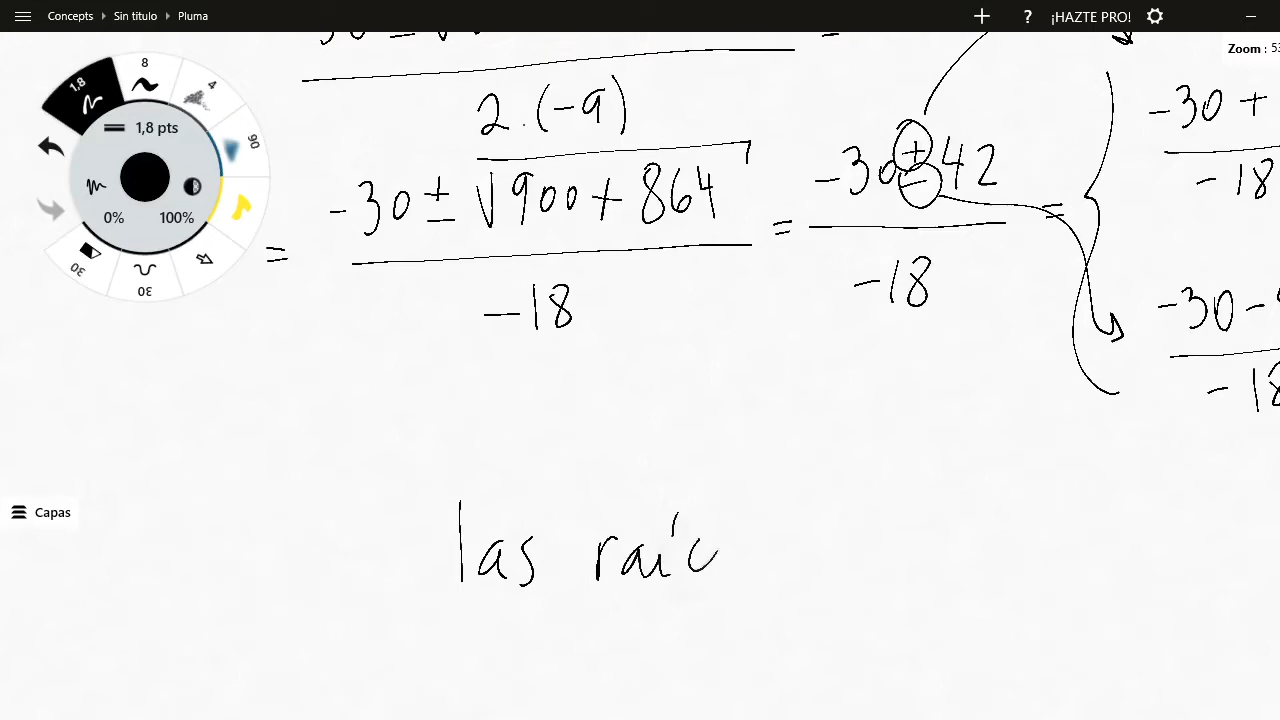 Concepts › Sin título › Pluma
¡HAZTE PRO!
Zoom : 53
8
1,8
4
90
1,8 pts
0% 100%
30
30
Capas
2.(-9)
-30 ± √900 + 864
= = -30 ± 42 =
-18
-18
-30 +
-18
-30 -
-18
las raíc